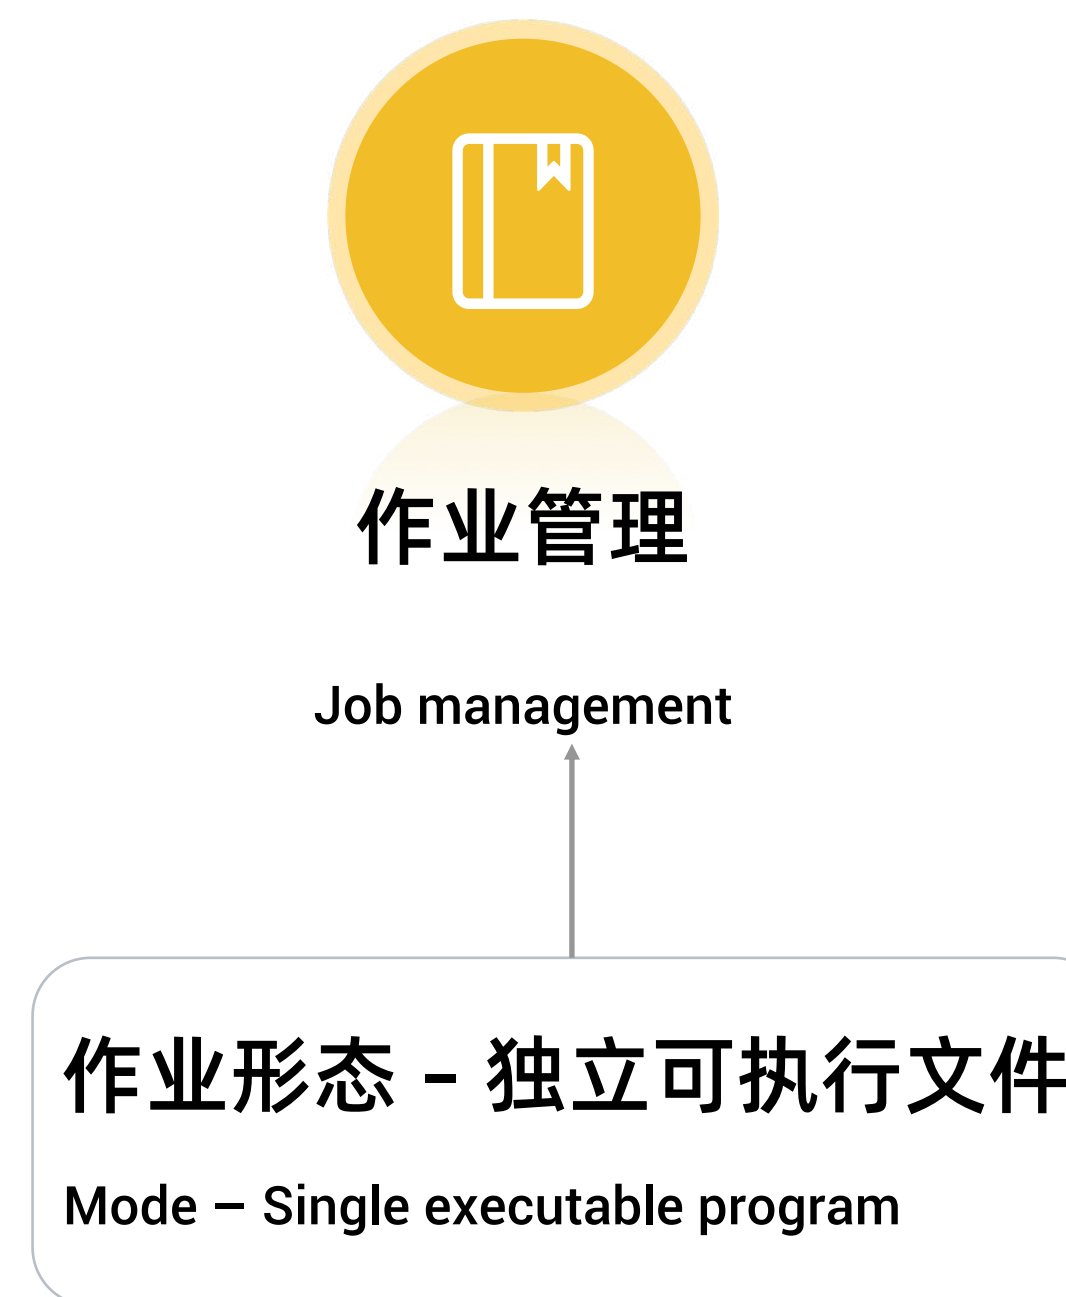 作业管理
Job management
作业形态 - 独立可执行文件
Mode – Single executable program